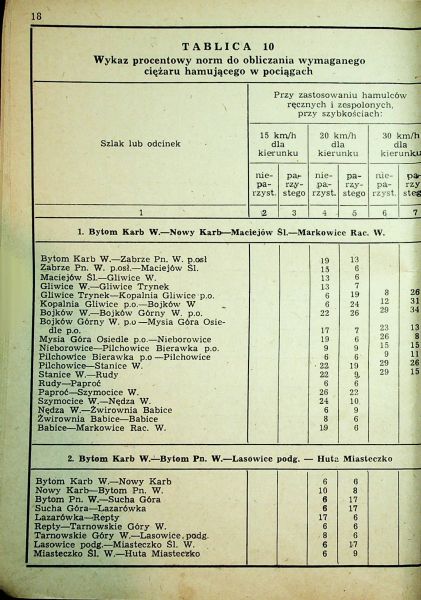 18
TABLICA 10
Wykaz procentowy norm do obliczania wymaganego
ciężaru hamującego w pociągach
Szlak lub odcinek
Przy zastosowaniu hamulców
ręcznych i zespolonych,
przy szybkościach:
15 km/h dla kierunku 20 km/h dla kierunku 30 km/h dla kierunku
nie-parzyst. pa-rzy-stego nie-parzyst. pa-rzy-stego nie-parzyst. pa-rzy-steg
1 2 3 4 5 6 7
1. Bytom Karb W.—Nowy Karb—Maciejów Śl.—Markowice Rac. W.
Bytom Karb W.—Zabrze Pn. W. p.osł 19 13
Zabrze Pn. W. p.osł.—Maciejów Śl. 15 6
Maciejów Śl.—Gliwice W. 13 6
Gliwice W.—Gliwice Trynek 13 7
Gliwice Trynek—Kopalnia Gliwice p.o. 6 19 8 26
Kopalnia Gliwice p.o.—Bojków W 6 24 12 31
Bojków W.—Bojków Górny W. p.o. 22 26 29 34
Bojków Górny W. p.o —Mysia Góra Osie-
dle p.o. 17 7 23 13
Mysia Góra Osiedle p.o.—Nieborowice 19 6 26 8
Nieborowice—Pilchowice Bierawka p.o. 9 9 15 15
Pilchowice Bierawka p.o —Pilchowice 6 6 9 11
Pilchowice—Stanice W. 22 19 29 26
Stanice W.—Rudy 22 9 29 15
Rudy—Paproć 6 6
Paproć—Szymocice W. 26 22
Szymocice W.—Nędza W. 24 10
Nędza W.—Żwirownia Babice 6 9
Żwirownia Babice—Babice 8 6
Babice—Markowice Rac. W. 19 6
2. Bytom Karb W.—Bytom Pn. W.—Lasowice podg. — Huta Miasteczko
Bytom Karb W.—Nowy Karb 6 6
Nowy Karb—Bytom Pn. W. 10 8
Bytom Pn. W.—Sucha Góra 6 17
Sucha Góra—Lazarówka 6 17
Lazarówka—Repty 17 6
Repty—Tarnowskie Góry W. 6 6
Tarnowskie Góry W.—Lasowice podg. 8 6
Lasowice podg.—Miasteczko Śl. W. 6 17
Miasteczko Śl. W.—Huta Miasteczko 6 9